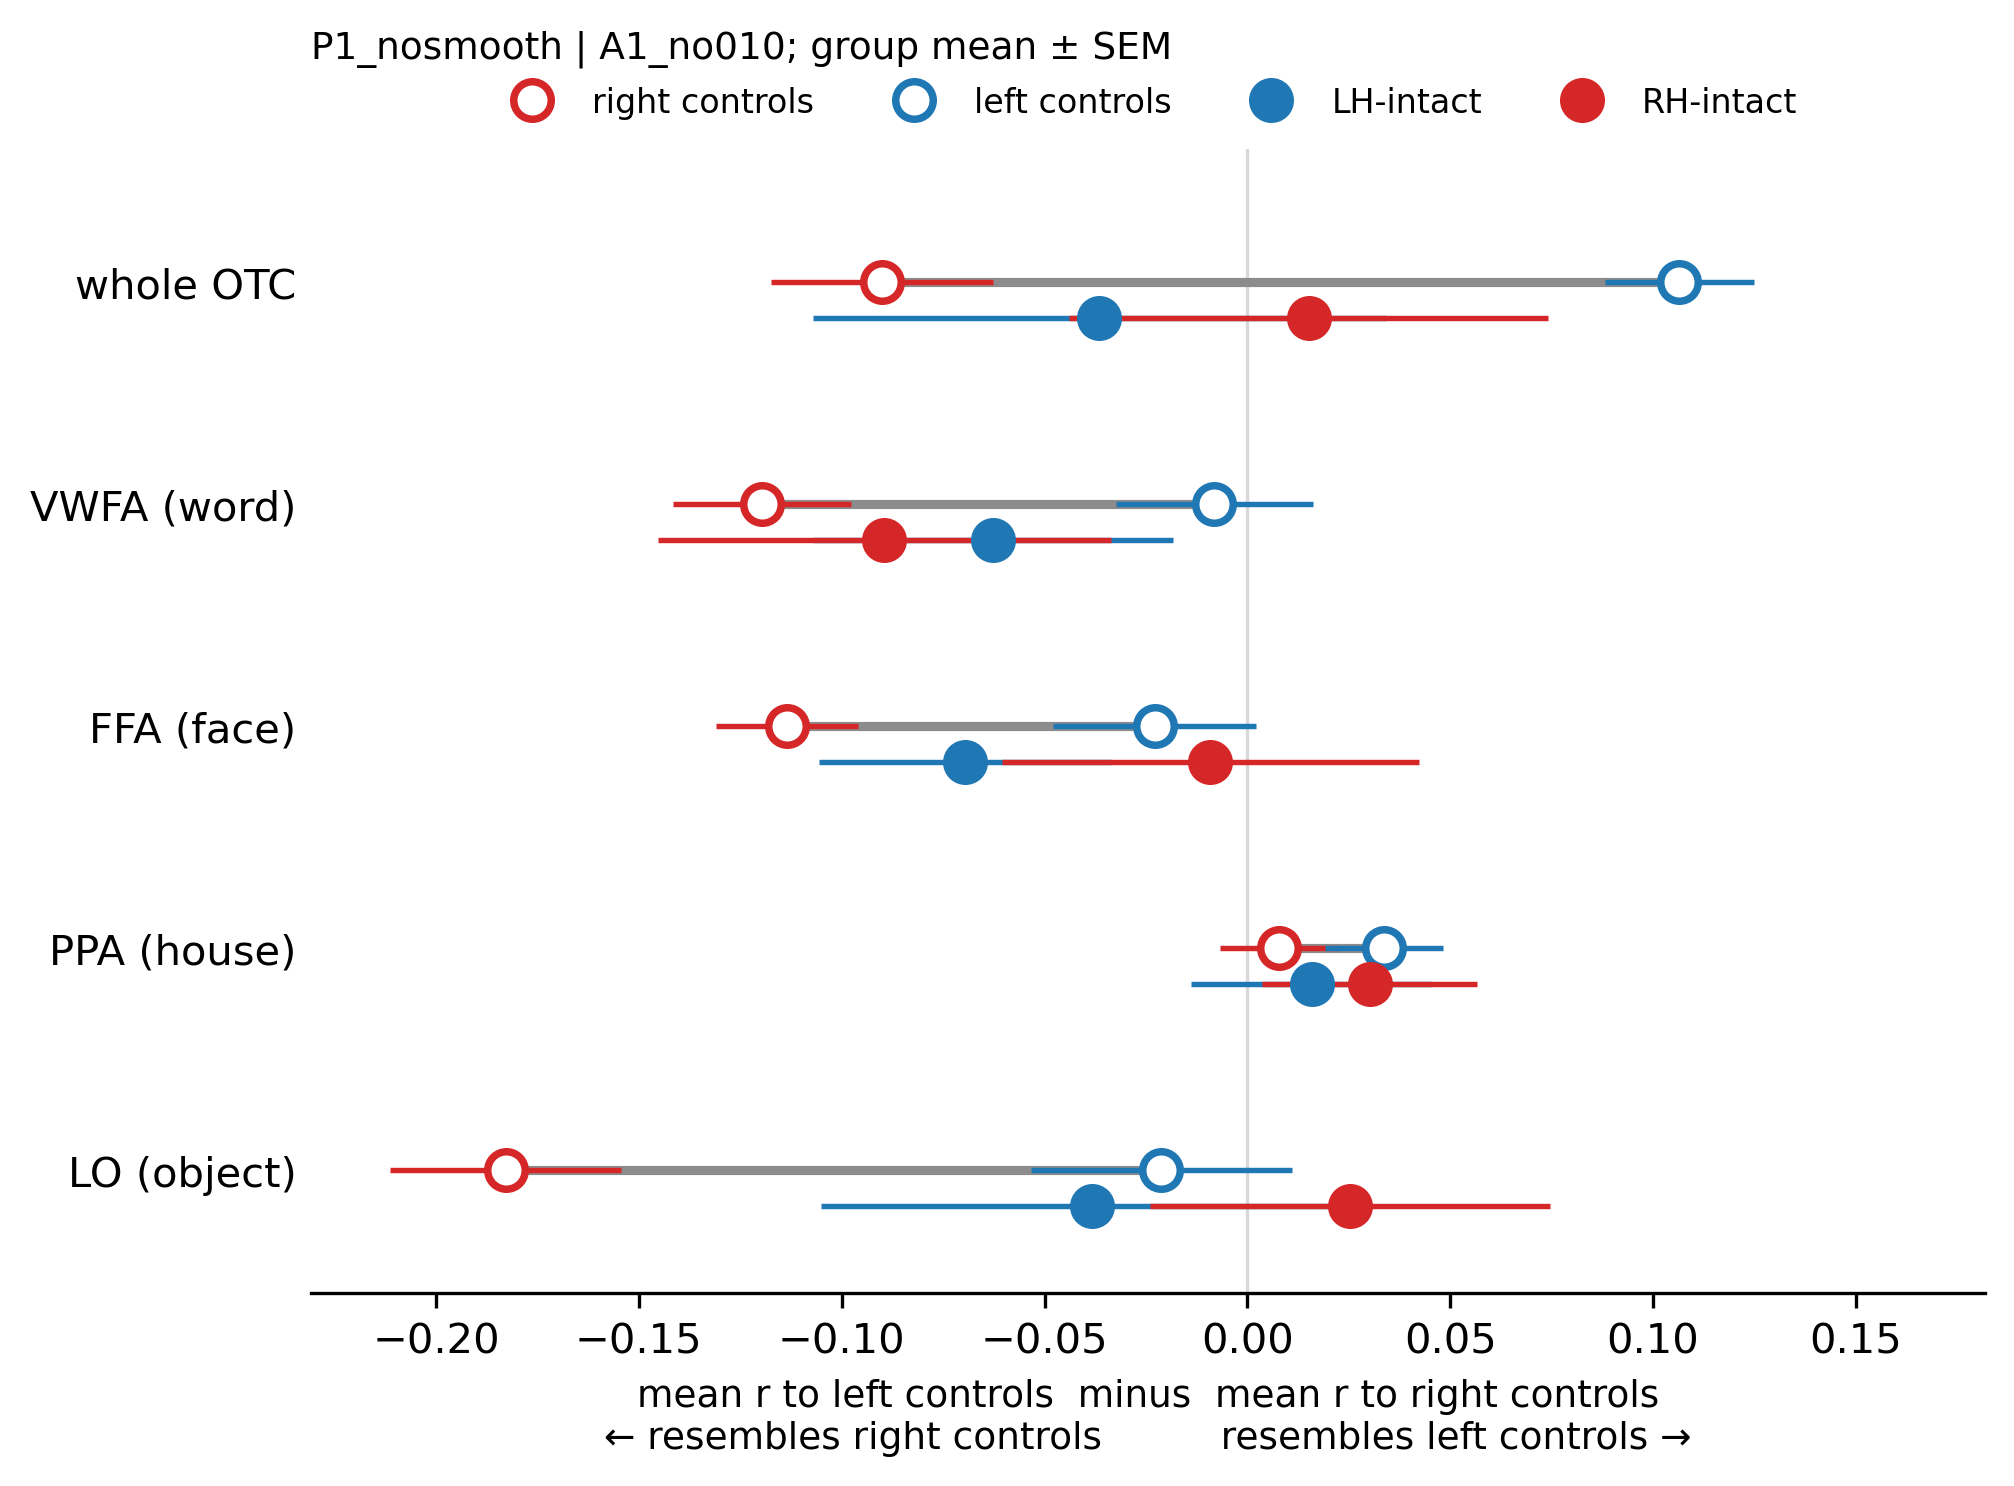 P1_nosmooth | A1_no010; group mean ± SEM
right controls left controls LH-intact RH-intact
whole OTC
VWFA (word)
FFA (face)
PPA (house)
LO (object)
−0.20 −0.15 −0.10 −0.05 0.00 0.05 0.10 0.15
mean r to left controls minus mean r to right controls
← resembles right controls resembles left controls →